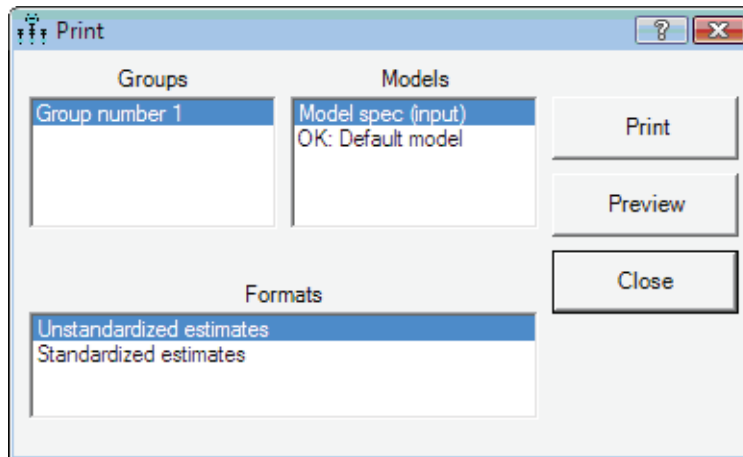 Print
Groups
Models
Group number 1
Model spec (input)
OK: Default model
Print
Preview
Close
Formats
Unstandardized estimates
Standardized estimates